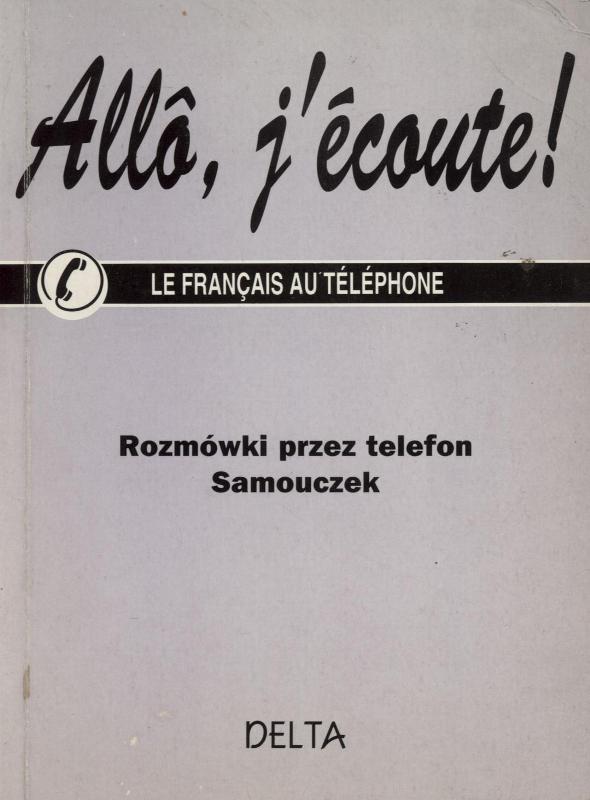 Allô, j'écoute!
LE FRANÇAIS AU TÉLÉPHONE
Rozmówki przez telefon
Samouczek
DELTA